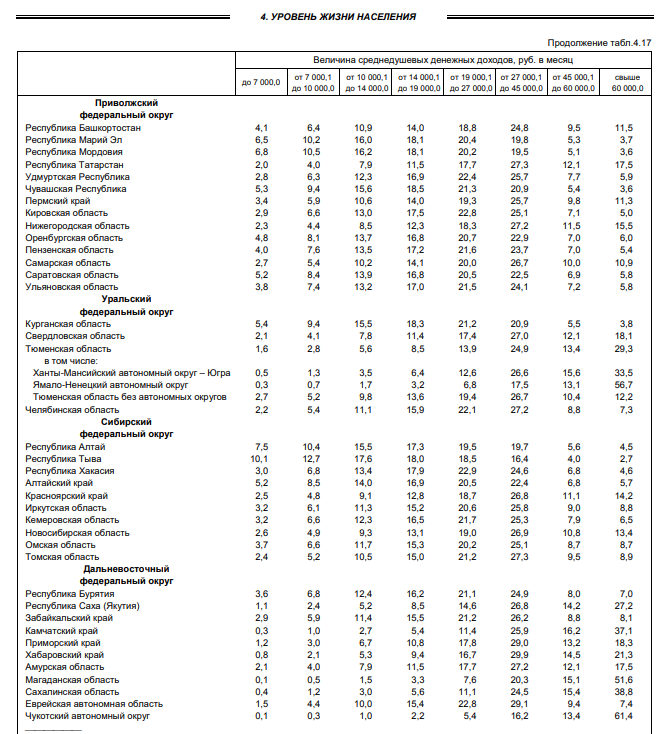 4. УРОВЕНЬ ЖИЗНИ НАСЕЛЕНИЯ
Продолжение табл.4.17
Величина среднедушевых денежных доходов, руб. в месяц
до 7 000,0 от 7 000,1 до 10 000,0 от 10 000,1 до 14 000,0 от 14 000,1 до 19 000,0 от 19 000,1 до 27 000,0 от 27 000,1 до 45 000,0 от 45 000,1 до 60 000,0 свыше 60 000,0
Приволжский
федеральный округ
Республика Башкортостан 4,1 6,4 10,9 14,0 18,8 24,8 9,5 11,5
Республика Марий Эл 6,5 10,2 16,0 18,1 20,4 19,8 5,3 3,7
Республика Мордовия 6,8 10,5 16,2 18,1 20,2 19,5 5,1 3,6
Республика Татарстан 2,0 4,0 7,9 11,5 17,7 27,3 12,1 17,5
Удмуртская Республика 2,8 6,3 12,3 16,9 22,4 25,7 7,7 5,9
Чувашская Республика 5,3 9,4 15,6 18,5 21,3 20,9 5,4 3,6
Пермский край 3,4 5,9 10,6 14,0 19,3 25,7 9,8 11,3
Кировская область 2,9 6,6 13,0 17,5 22,8 25,1 7,1 5,0
Нижегородская область 2,3 4,4 8,5 12,3 18,3 27,2 11,5 15,5
Оренбургская область 4,8 8,1 13,7 16,8 20,7 22,9 7,0 6,0
Пензенская область 4,0 7,6 13,5 17,2 21,6 23,7 7,0 5,4
Самарская область 2,7 5,4 10,2 14,1 20,0 26,7 10,0 10,9
Саратовская область 5,2 8,4 13,9 16,8 20,5 22,5 6,9 5,8
Ульяновская область 3,8 7,4 13,2 17,0 21,5 24,1 7,2 5,8
Уральский
федеральный округ
Курганская область 5,4 9,4 15,5 18,3 21,2 20,9 5,5 3,8
Свердловская область 2,1 4,1 7,8 11,4 17,4 27,0 12,1 18,1
Тюменская область 1,6 2,8 5,6 8,5 13,9 24,9 13,4 29,3
в том числе:
Ханты-Мансийский автономный округ – Югра 0,5 1,3 3,5 6,4 12,6 26,6 15,6 33,5
Ямало-Ненецкий автономный округ 0,3 0,7 1,7 3,2 6,8 17,5 13,1 56,7
Тюменская область без автономных округов 2,7 5,2 9,8 13,6 19,4 26,7 10,4 12,2
Челябинская область 2,2 5,4 11,1 15,9 22,1 27,2 8,8 7,3
Сибирский
федеральный округ
Республика Алтай 7,5 10,4 15,5 17,3 19,5 19,7 5,6 4,5
Республика Тыва 10,1 12,7 17,6 18,0 18,5 16,4 4,0 2,7
Республика Хакасия 3,0 6,8 13,4 17,9 22,9 24,6 6,8 4,6
Алтайский край 5,2 8,5 14,0 16,9 20,5 22,4 6,8 5,7
Красноярский край 2,5 4,8 9,1 12,8 18,7 26,8 11,1 14,2
Иркутская область 3,2 6,1 11,3 15,2 20,6 25,8 9,0 8,8
Кемеровская область 3,2 6,6 12,3 16,5 21,7 25,3 7,9 6,5
Новосибирская область 2,6 4,9 9,3 13,1 19,0 26,9 10,8 13,4
Омская область 3,7 6,6 11,7 15,3 20,2 25,1 8,7 8,7
Томская область 2,4 5,2 10,5 15,0 21,2 27,3 9,5 8,9
Дальневосточный
федеральный округ
Республика Бурятия 3,6 6,8 12,4 16,2 21,1 24,9 8,0 7,0
Республика Саха (Якутия) 1,1 2,4 5,2 8,5 14,6 26,8 14,2 27,2
Забайкальский край 2,9 5,9 11,4 15,5 21,2 26,2 8,8 8,1
Камчатский край 0,3 1,0 2,7 5,4 11,4 25,9 16,2 37,1
Приморский край 1,2 3,0 6,7 10,8 17,8 29,0 13,2 18,3
Хабаровский край 0,8 2,1 5,3 9,4 16,7 29,9 14,5 21,3
Амурская область 2,1 4,0 7,9 11,5 17,7 27,2 12,1 17,5
Магаданская область 0,1 0,5 1,5 3,3 7,6 20,3 15,1 51,6
Сахалинская область 0,4 1,2 3,0 5,6 11,1 24,5 15,4 38,8
Еврейская автономная область 1,5 4,4 10,0 15,4 22,8 29,1 9,4 7,4
Чукотский автономный округ 0,1 0,3 1,0 2,2 5,4 16,2 13,4 61,4